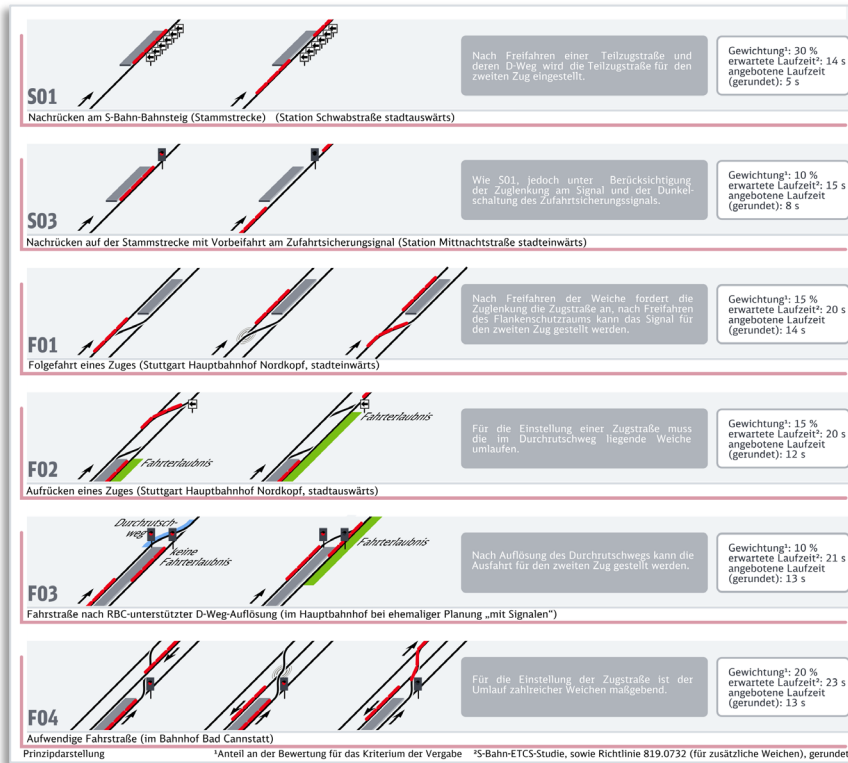 Nach Freifahren einer Teilzugstraße und
deren D-Weg wird die Teilzugstraße für den
zweiten Zug eingestellt.
Gewichtung¹: 30 %
erwartete Laufzeit²: 14 s
angebotene Laufzeit
(gerundet): 5 s
S01
Nachrücken am S-Bahn-Bahnsteig (Stammstrecke) (Station Schwabstraße stadtauswärts)
Wie S01, jedoch unter Berücksichtigung
der Zuglenkung am Signal und der Dunkel-
schaltung des Zufahrtsicherungssignals.
Gewichtung¹: 10 %
erwartete Laufzeit²: 15 s
angebotene Laufzeit
(gerundet): 8 s
S03
Nachrücken auf der Stammstrecke mit Vorbeifahrt am Zufahrtsicherungsignal (Station Mittnachtstraße stadteinwärts)
Nach Freifahren der Weiche fordert die
Zuglenkung die Zugstraße an, nach Freifahren
des Flankenschutzraums kann das Signal für
den zweiten Zug gestellt werden.
Gewichtung¹: 15 %
erwartete Laufzeit²: 20 s
angebotene Laufzeit
(gerundet): 14 s
F01
Folgefahrt eines Zuges (Stuttgart Hauptbahnhof Nordkopf, stadteinwärts)
Fahrterlaubnis
Fahrterlaubnis
Für die Einstellung einer Zugstraße muss
die im Durchrutschweg liegende Weiche
umlaufen.
Gewichtung¹: 15 %
erwartete Laufzeit²: 20 s
angebotene Laufzeit
(gerundet): 12 s
F02
Aufrücken eines Zuges (Stuttgart Hauptbahnhof Nordkopf, stadtauswärts)
Durchrutsch-
weg
keine
Fahrterlaubnis
Fahrterlaubnis
Nach Auflösung des Durchrutschwegs kann die
Ausfahrt für den zweiten Zug gestellt werden.
Gewichtung¹: 10 %
erwartete Laufzeit²: 21 s
angebotene Laufzeit
(gerundet): 13 s
F03
Fahrstraße nach RBC-unterstützter D-Weg-Auflösung (im Hauptbahnhof bei ehemaliger Planung „mit Signalen“)
Für die Einstellung der Zugstraße ist der
Umlauf zahlreicher Weichen maßgebend.
Gewichtung¹: 20 %
erwartete Laufzeit²: 23 s
angebotene Laufzeit
(gerundet): 13 s
F04
Aufwendige Fahrstraße (im Bahnhof Bad Cannstatt)
Prinzipdarstellung ¹Anteil an der Bewertung für das Kriterium der Vergabe ²S-Bahn-ETCS-Studie, sowie Richtlinie 819.0732 (für zusätzliche Weichen), gerundet